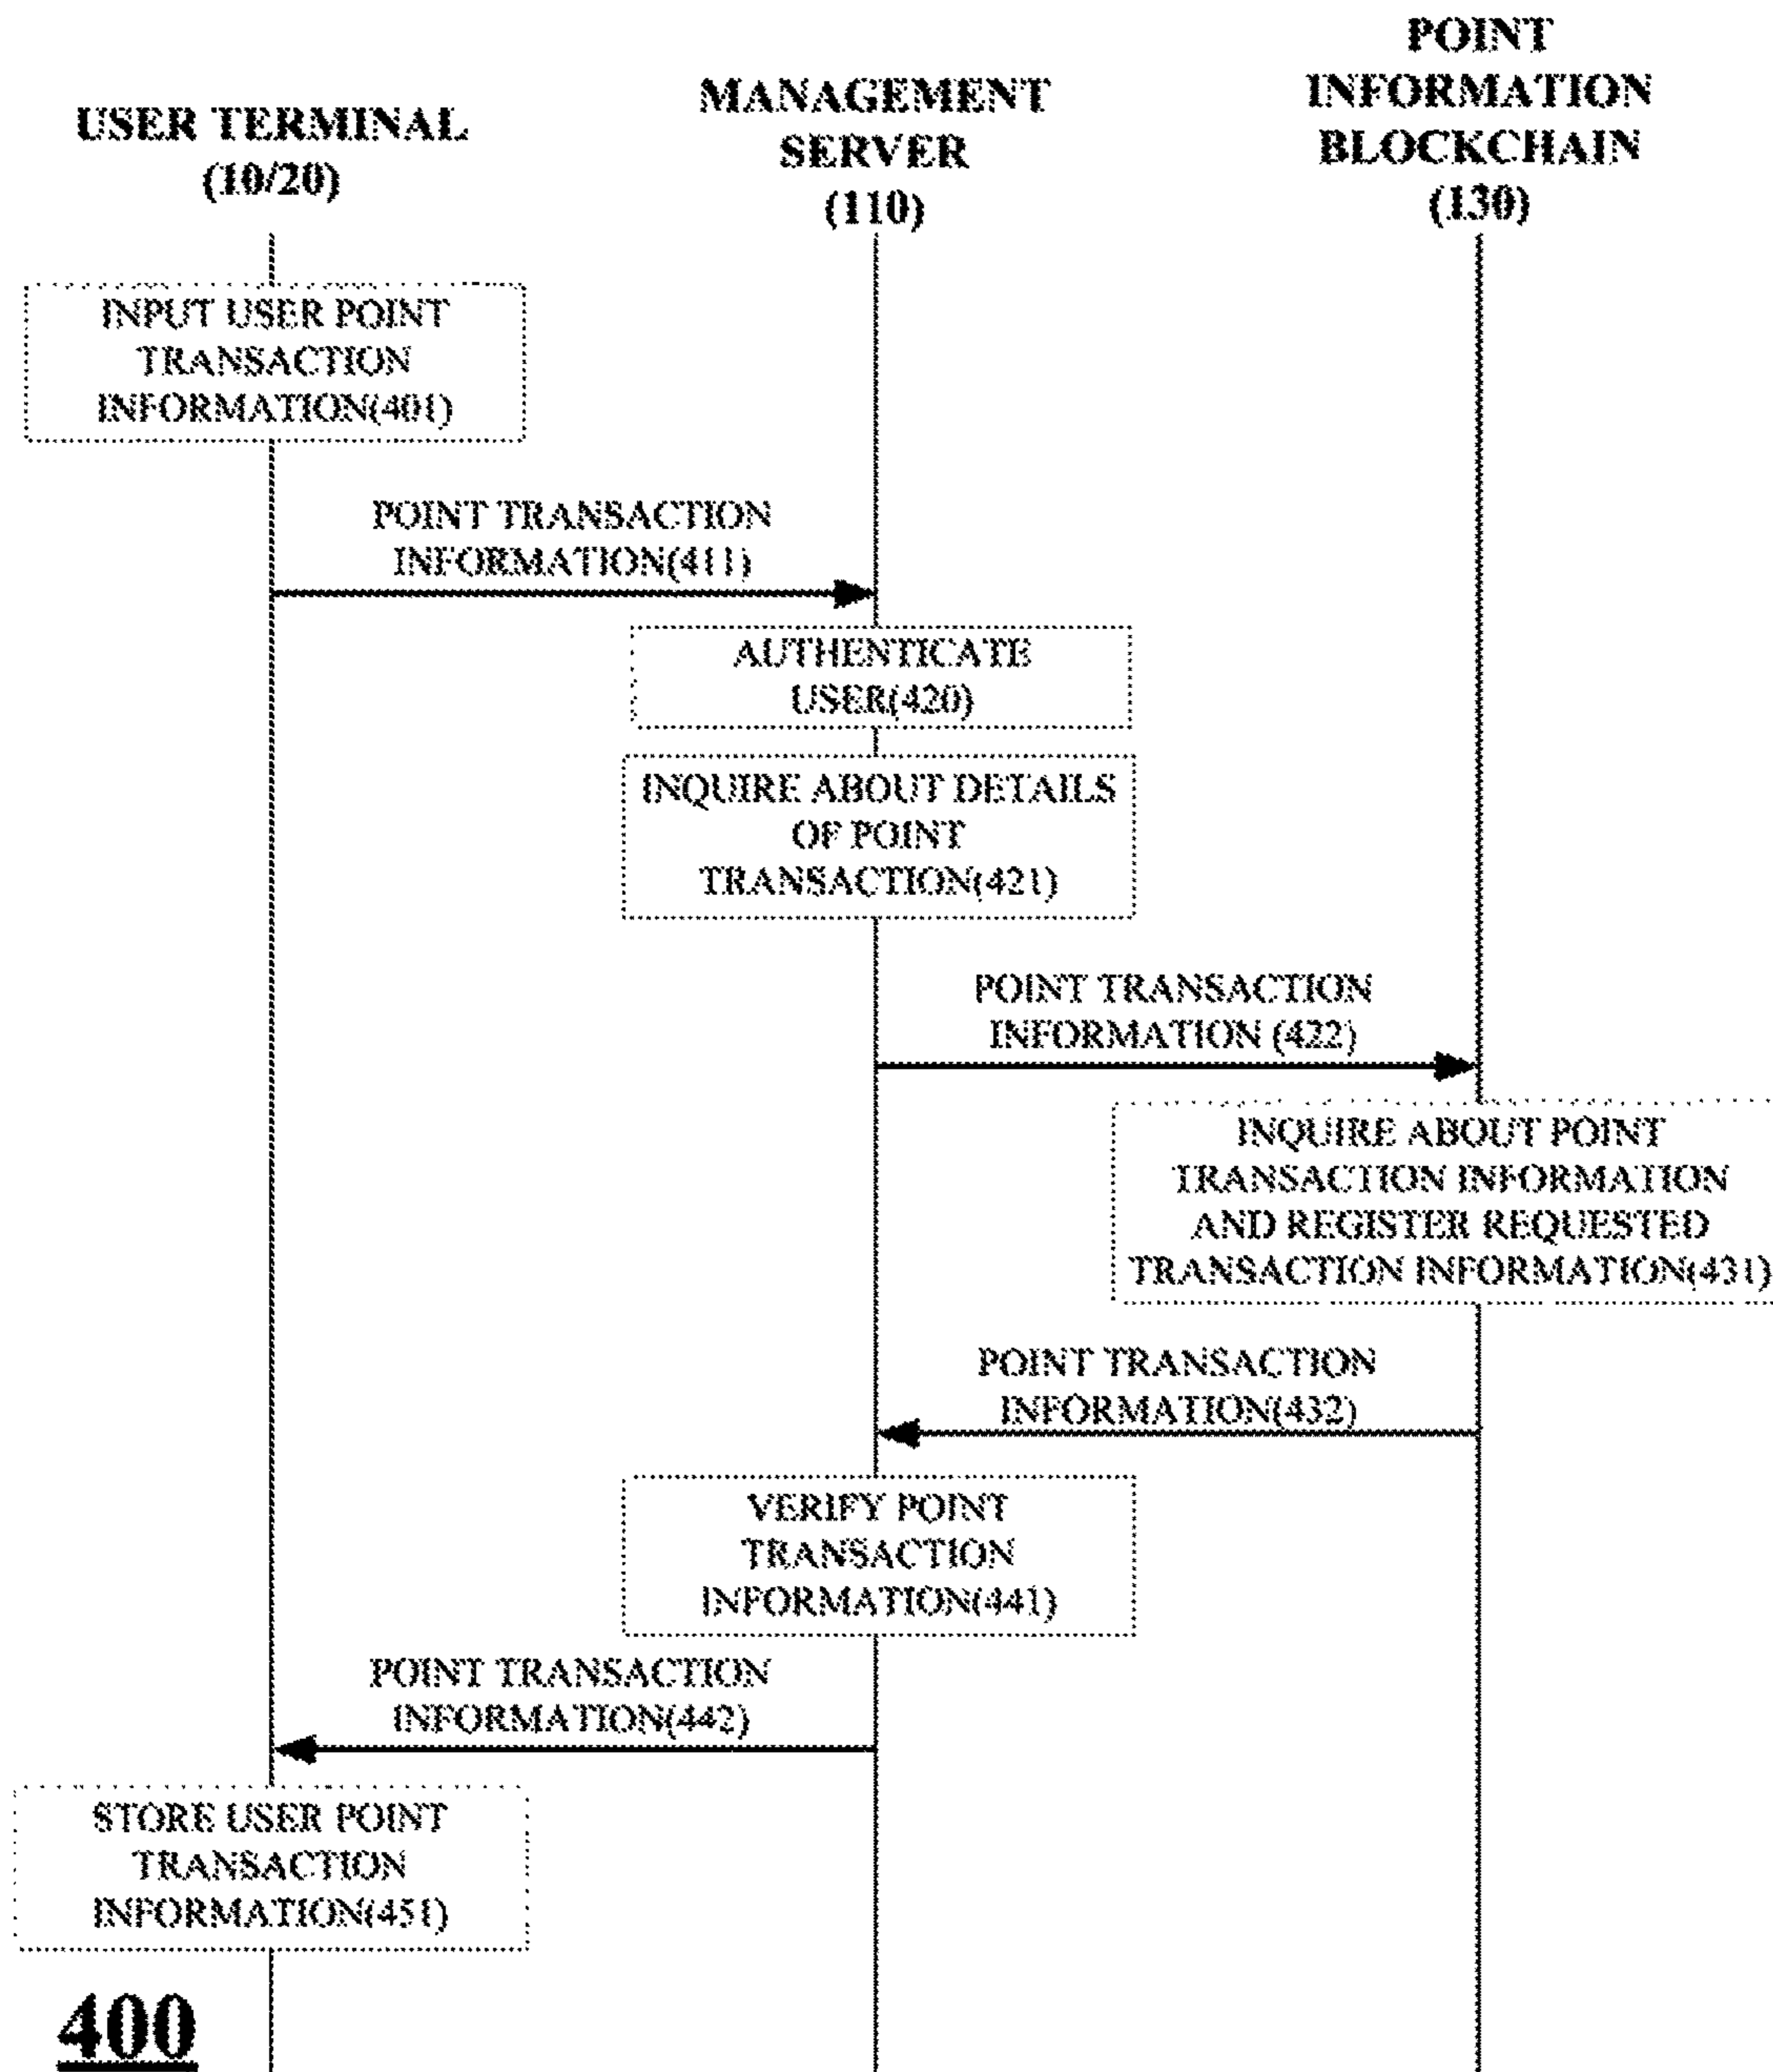 USER TERMINAL
(10/20)
MANAGEMENT
SERVER
(110)
POINT
INFORMATION
BLOCKCHAIN
(130)
INPUT USER POINT
TRANSACTION
INFORMATION(401)
POINT TRANSACTION
INFORMATION(411)
AUTHENTICATE
USER(420)
INQUIRE ABOUT DETAILS
OF POINT
TRANSACTION(421)
POINT TRANSACTION
INFORMATION (422)
INQUIRE ABOUT POINT
TRANSACTION INFORMATION
AND REGISTER REQUESTED
TRANSACTION INFORMATION(431)
POINT TRANSACTION
INFORMATION(432)
VERIFY POINT
TRANSACTION
INFORMATION(441)
POINT TRANSACTION
INFORMATION(442)
STORE USER POINT
TRANSACTION
INFORMATION(451)
400